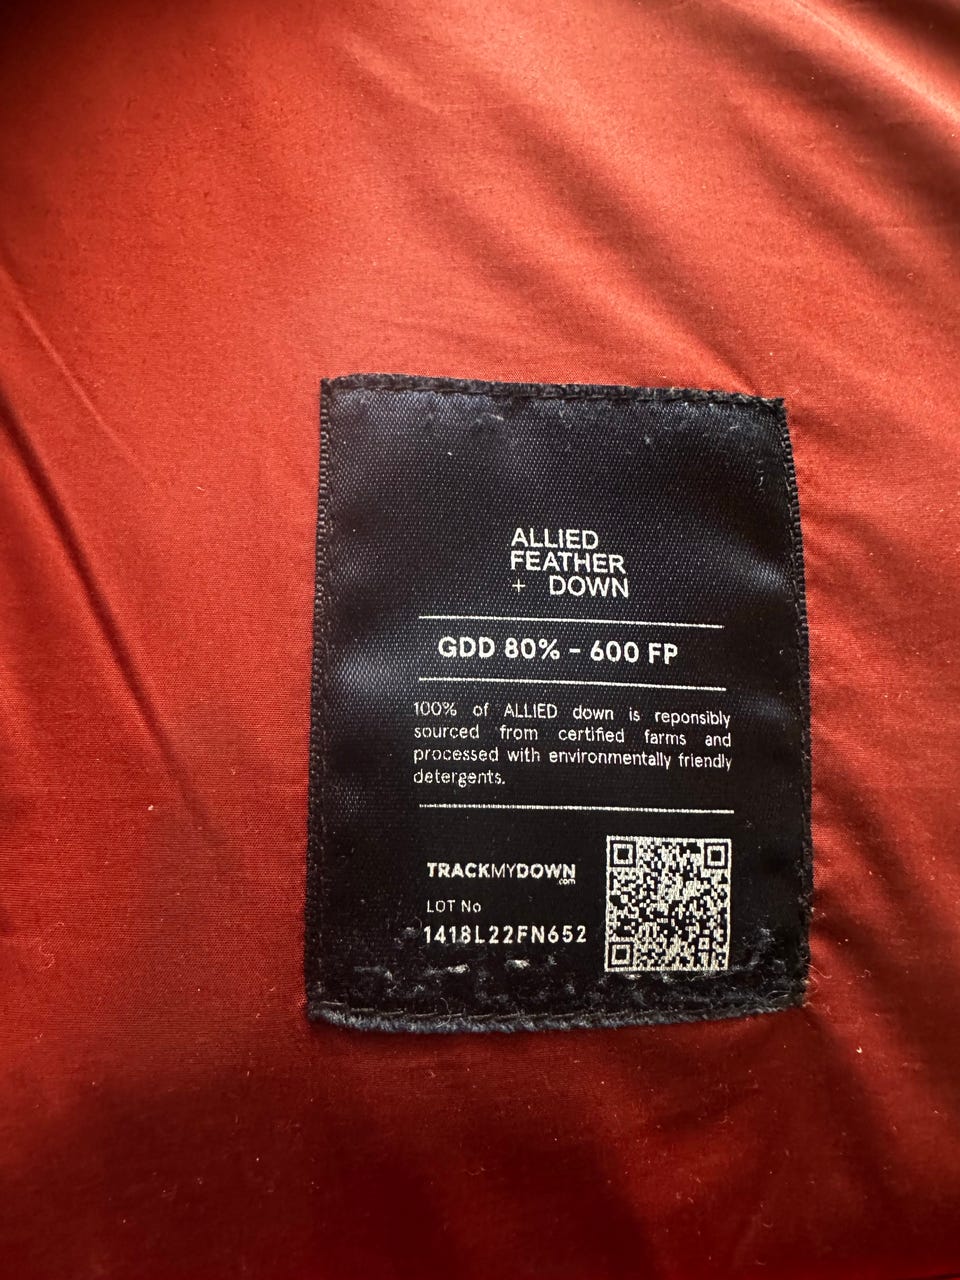 ALLIED
FEATHER
+ DOWN
GDD 80% - 600 FP
100% of ALLIED down is reponsibly
sourced from certified farms and
processed with environmentally friendly
detergents.
TRACKMYDOWN
.com
LOT No
1418L22FN652